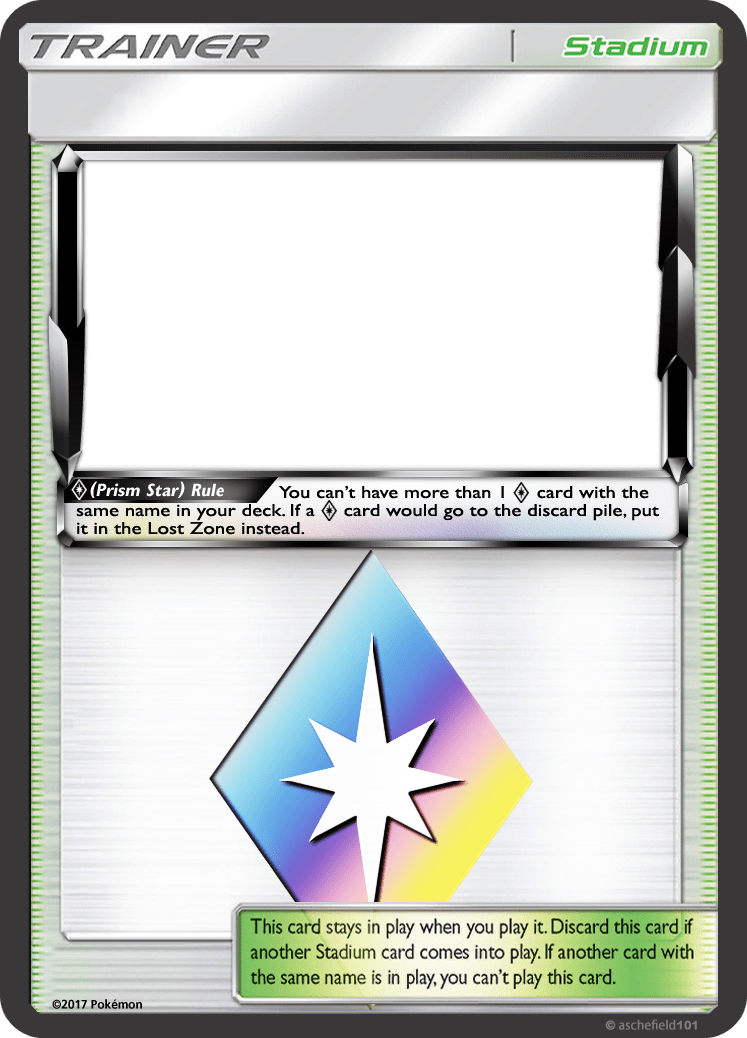 TRAINER | Stadium
(Prism Star) Rule You can't have more than 1 card with the
same name in your deck. If a card would go to the discard pile, put
it in the Lost Zone instead.
This card stays in play when you play it. Discard this card if
another Stadium card comes into play. If another card with
the same name is in play, you can't play this card.
©2017 Pokémon
© aschefield101